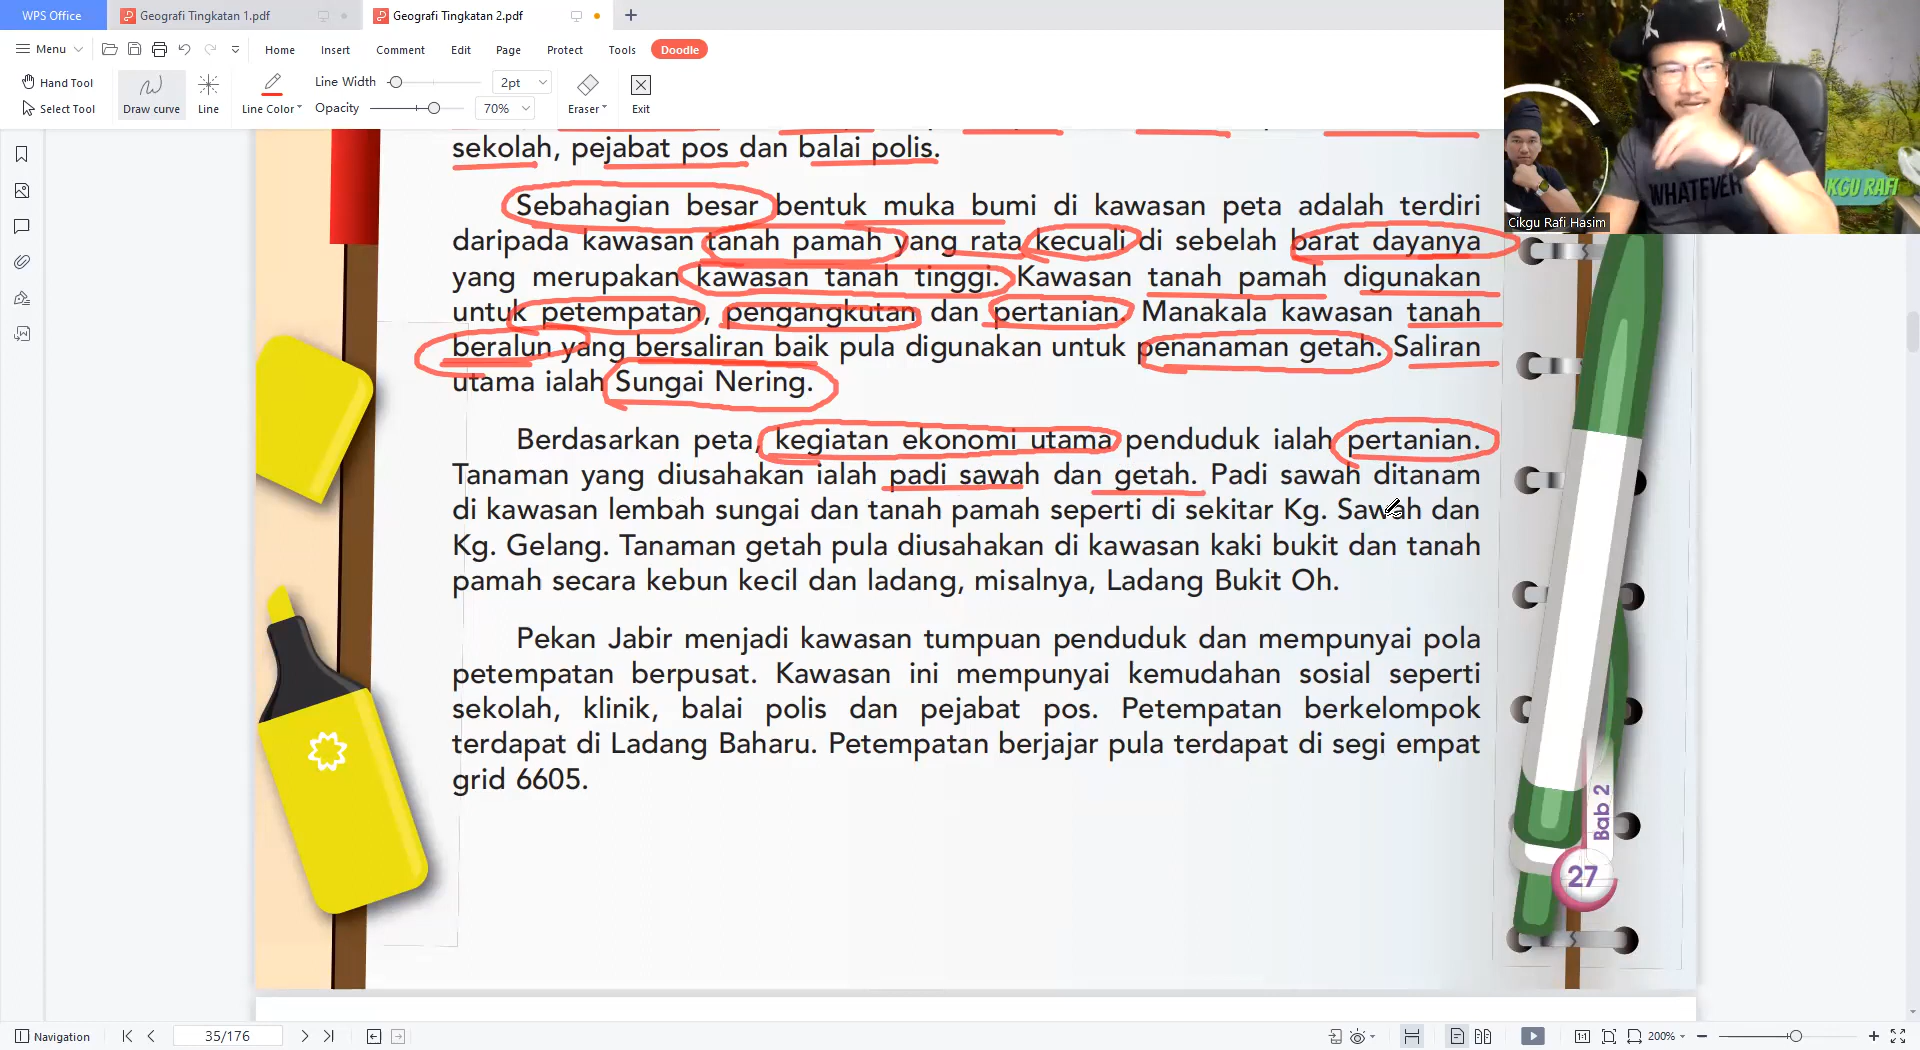 WPS Office
Geografi Tingkatan 1.pdf
Geografi Tingkatan 2.pdf
Menu
Home
Insert
Comment
Edit
Page
Protect
Tools
Doodle
Hand Tool
Select Tool
Draw curve
Line
Line Color
Line Width
2pt
Opacity
70%
Eraser
Exit
sekolah, pejabat pos dan balai polis.
Sebahagian besar bentuk muka bumi di kawasan peta adalah terdiri
daripada kawasan tanah pamah yang rata kecuali di sebelah barat dayanya
yang merupakan kawasan tanah tinggi. Kawasan tanah pamah digunakan
untuk petempatan, pengangkutan dan pertanian. Manakala kawasan tanah
beralun yang bersaliran baik pula digunakan untuk penanaman getah. Saliran
utama ialah Sungai Nering.
Berdasarkan peta, kegiatan ekonomi utama penduduk ialah pertanian.
Tanaman yang diusahakan ialah padi sawah dan getah. Padi sawah ditanam
di kawasan lembah sungai dan tanah pamah seperti di sekitar Kg. Sawah dan
Kg. Gelang. Tanaman getah pula diusahakan di kawasan kaki bukit dan tanah
pamah secara kebun kecil dan ladang, misalnya, Ladang Bukit Oh.
Pekan Jabir menjadi kawasan tumpuan penduduk dan mempunyai pola
petempatan berpusat. Kawasan ini mempunyai kemudahan sosial seperti
sekolah, klinik, balai polis dan pejabat pos. Petempatan berkelompok
terdapat di Ladang Baharu. Petempatan berjajar pula terdapat di segi empat
grid 6605.
Bab 2
27
WHATEVER
IKGU RAFI
Cikgu Rafi Hasim
Navigation
35/176
1:1
200%